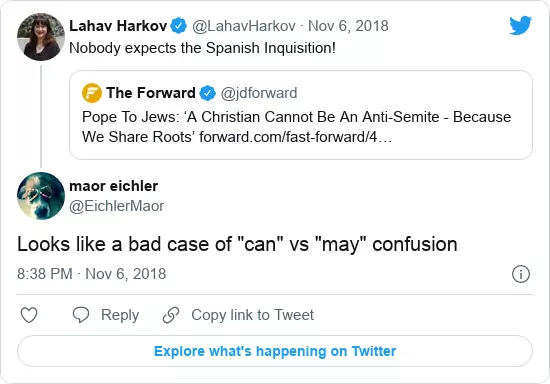 Lahav Harkov @LahavHarkov · Nov 6, 2018
Nobody expects the Spanish Inquisition!
The Forward @jdforward
Pope To Jews: ‘A Christian Cannot Be An Anti-Semite - Because
We Share Roots’ forward.com/fast-forward/4…
maor eichler
@EichlerMaor
Looks like a bad case of "can" vs "may" confusion
8:38 PM · Nov 6, 2018
Reply Copy link to Tweet
Explore what's happening on Twitter